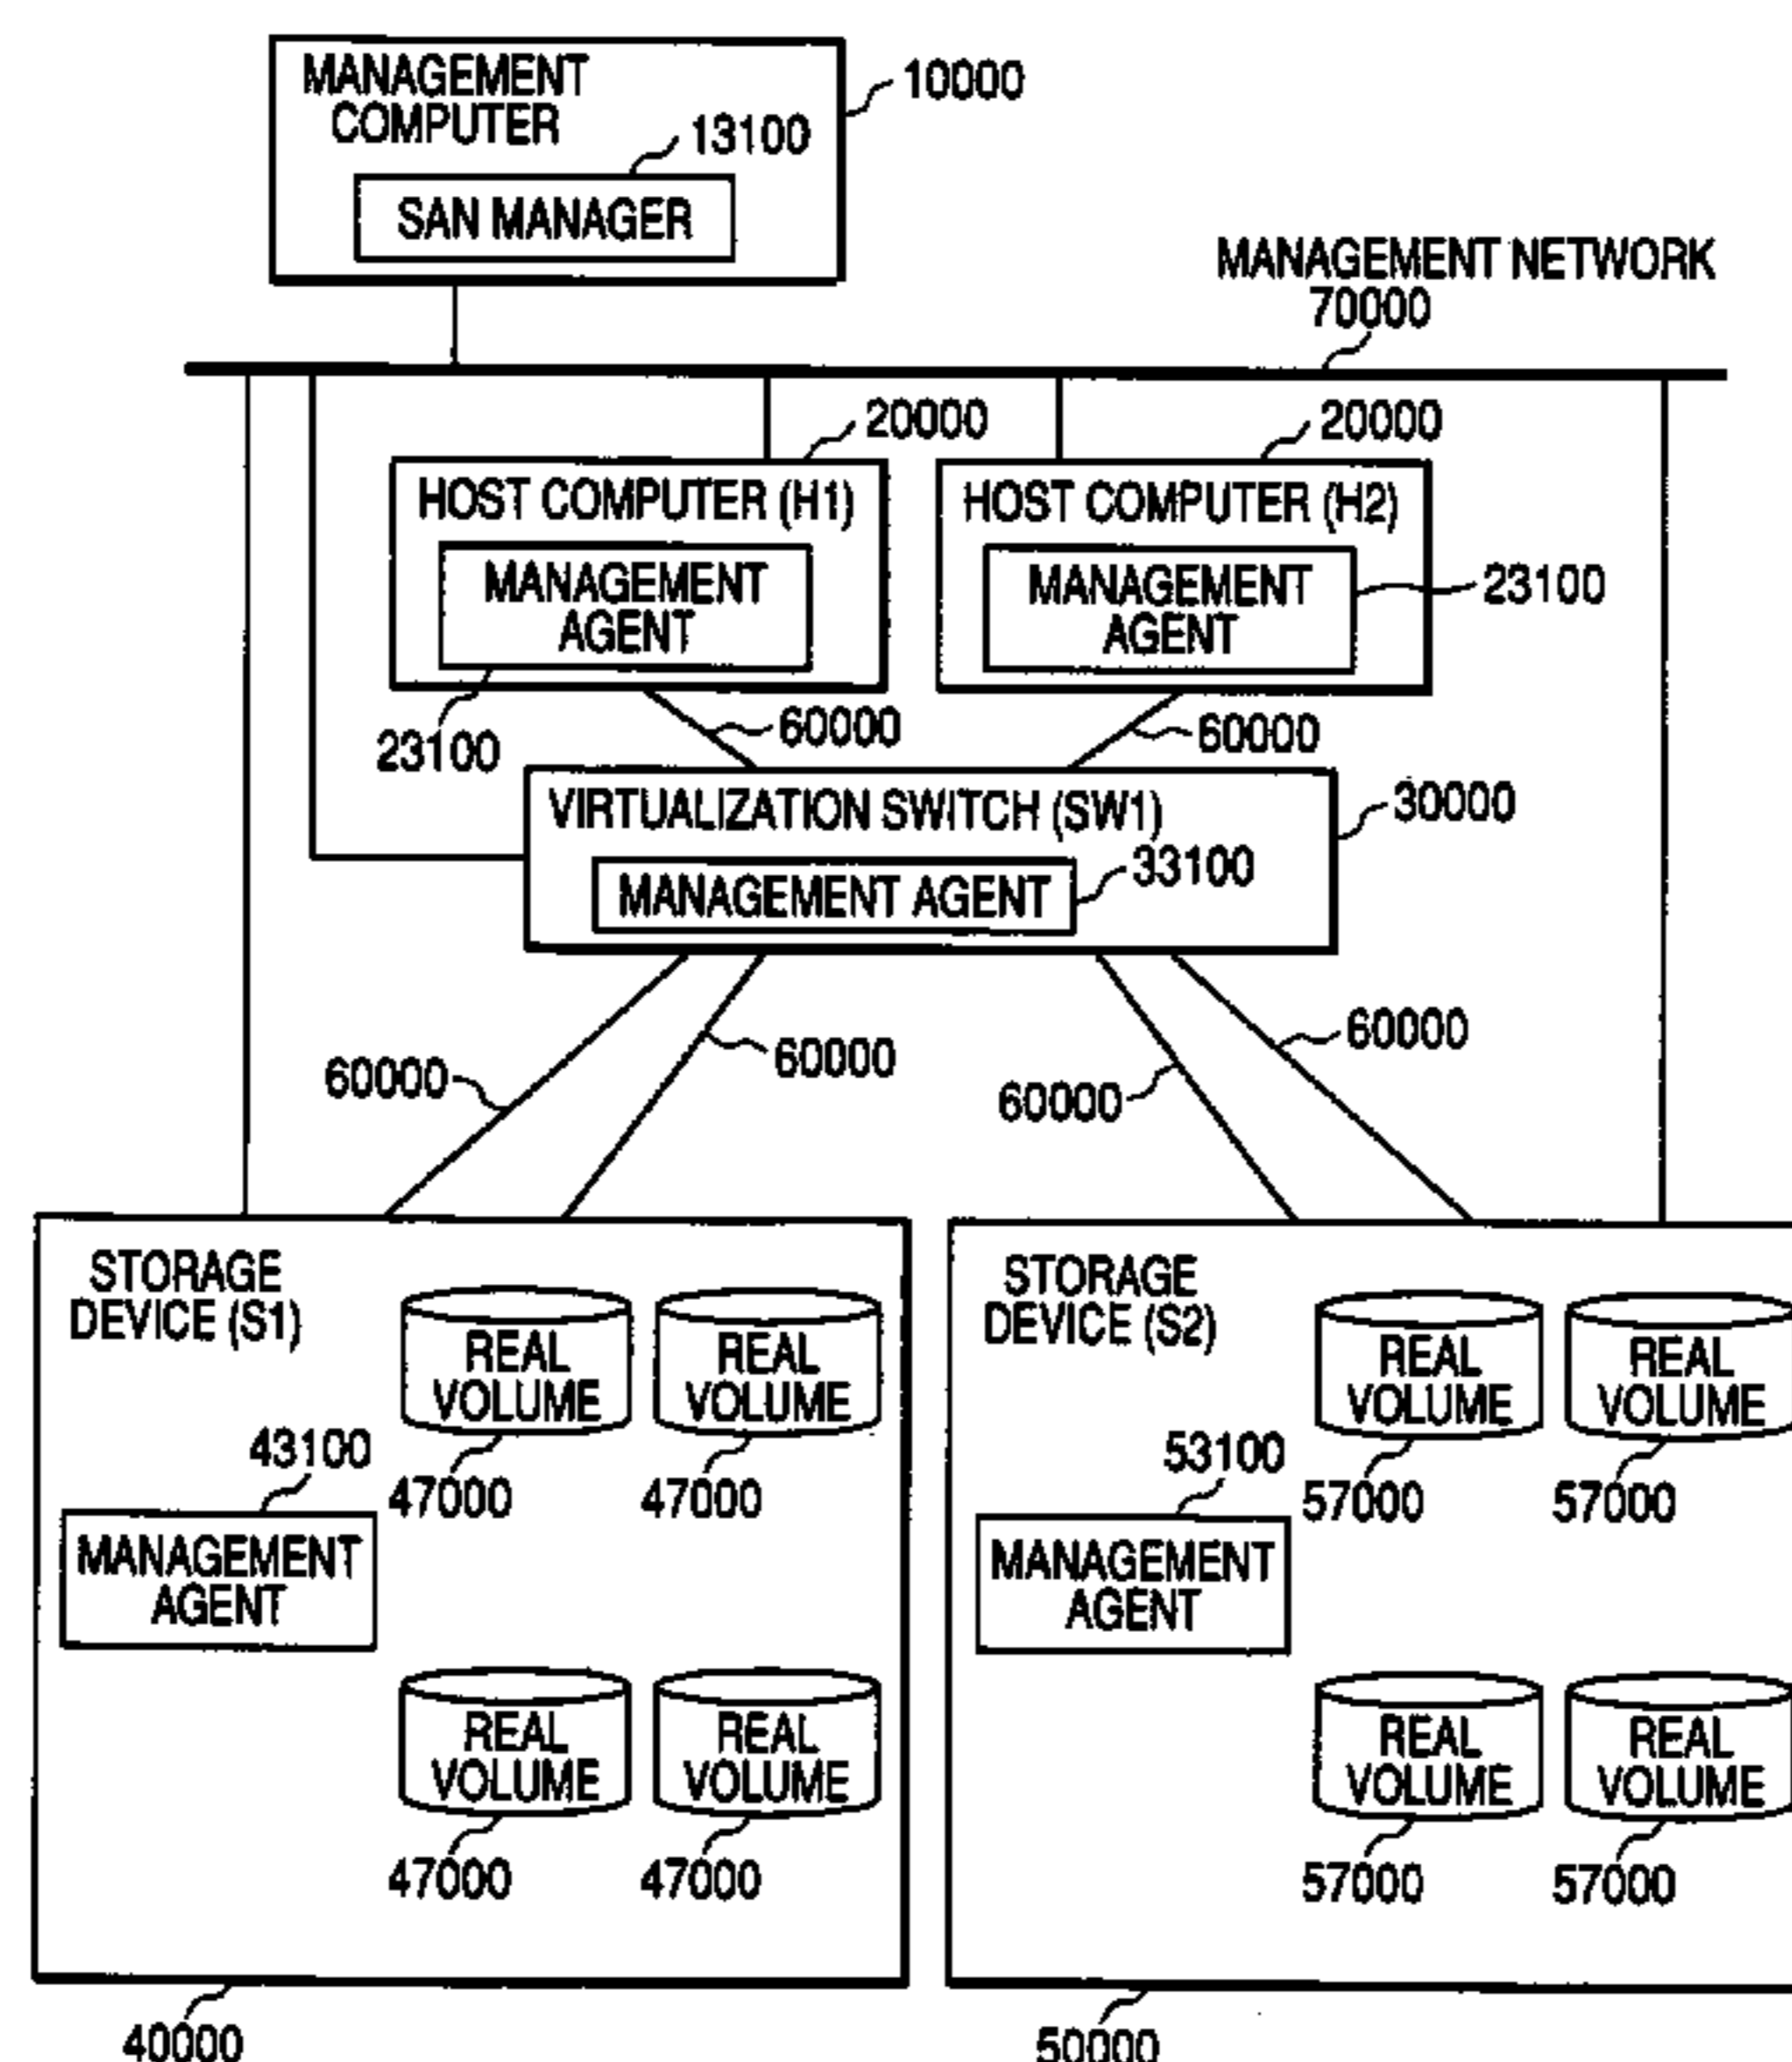 MANAGEMENT
COMPUTER
10000
13100
SAN MANAGER
MANAGEMENT NETWORK
70000
20000
20000
HOST COMPUTER (H1)
HOST COMPUTER (H2)
MANAGEMENT
AGENT
MANAGEMENT
AGENT
23100
23100
60000
60000
VIRTUALIZATION SWITCH (SW1)
30000
33100
MANAGEMENT AGENT
60000
60000
60000
60000
STORAGE
DEVICE (S1)
REAL
VOLUME
REAL
VOLUME
47000
47000
43100
MANAGEMENT
AGENT
REAL
VOLUME
REAL
VOLUME
47000
47000
40000
STORAGE
DEVICE (S2)
REAL
VOLUME
REAL
VOLUME
57000
57000
53100
MANAGEMENT
AGENT
REAL
VOLUME
REAL
VOLUME
57000
57000
50000